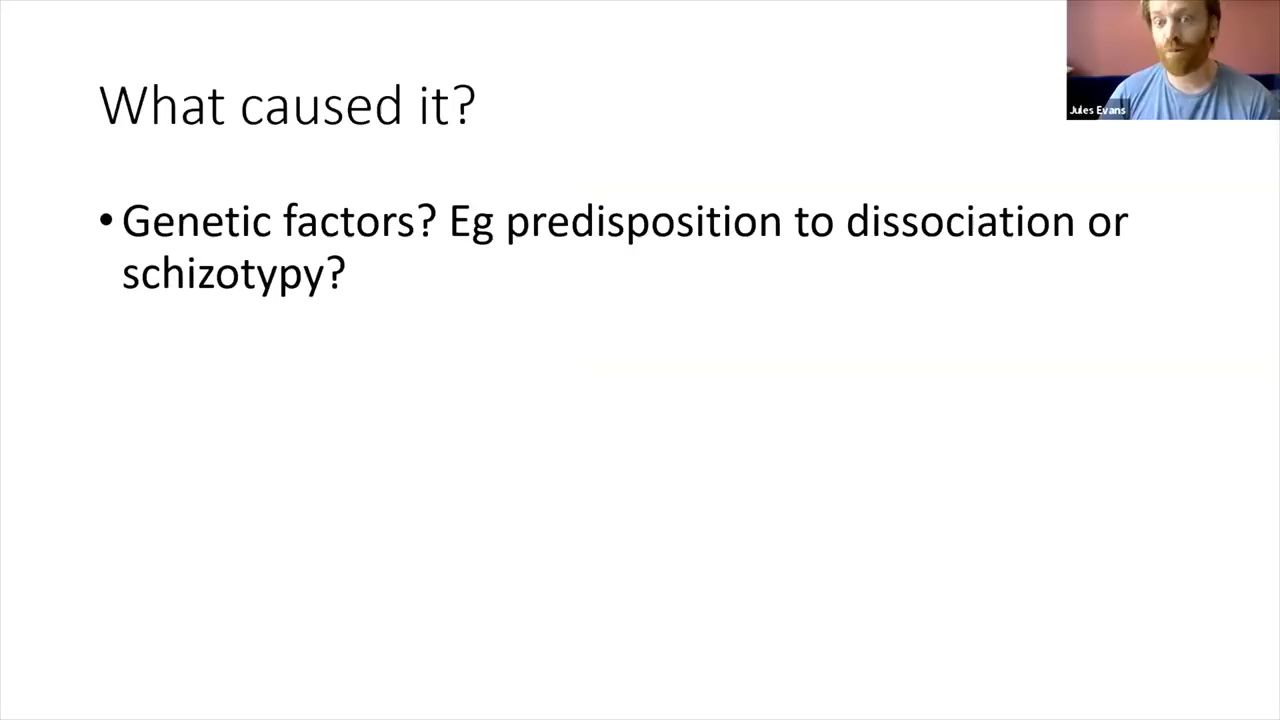 What caused it?
Jules Evans
• Genetic factors? Eg predisposition to dissociation or
schizotypy?